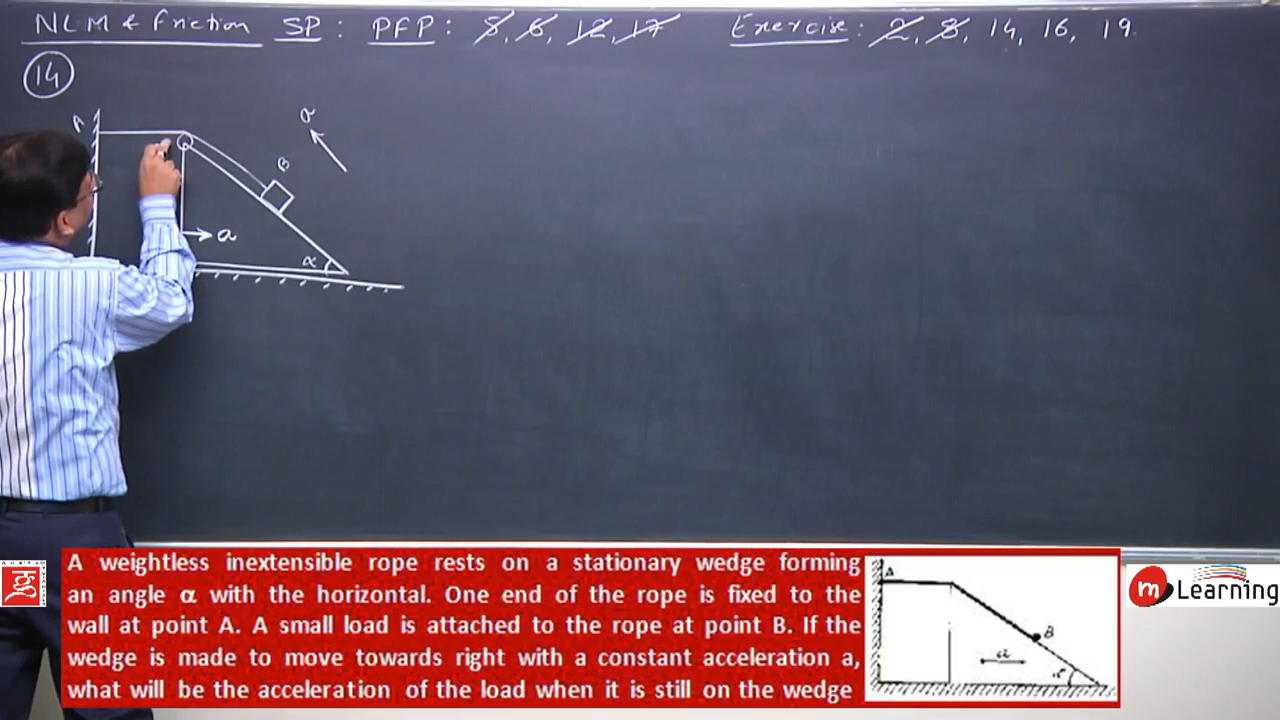 NLM & Friction SP : PFP : 5, 6, 12, 17 Exercise : 2, 8, 14, 16, 19
14
A
a
B
a
α
A weightless inextensible rope rests on a stationary wedge forming
an angle α with the horizontal. One end of the rope is fixed to the
wall at point A. A small load is attached to the rope at point B. If the
wedge is made to move towards right with a constant acceleration a,
what will be the acceleration of the load when it is still on the wedge
A
B
a
m Learning